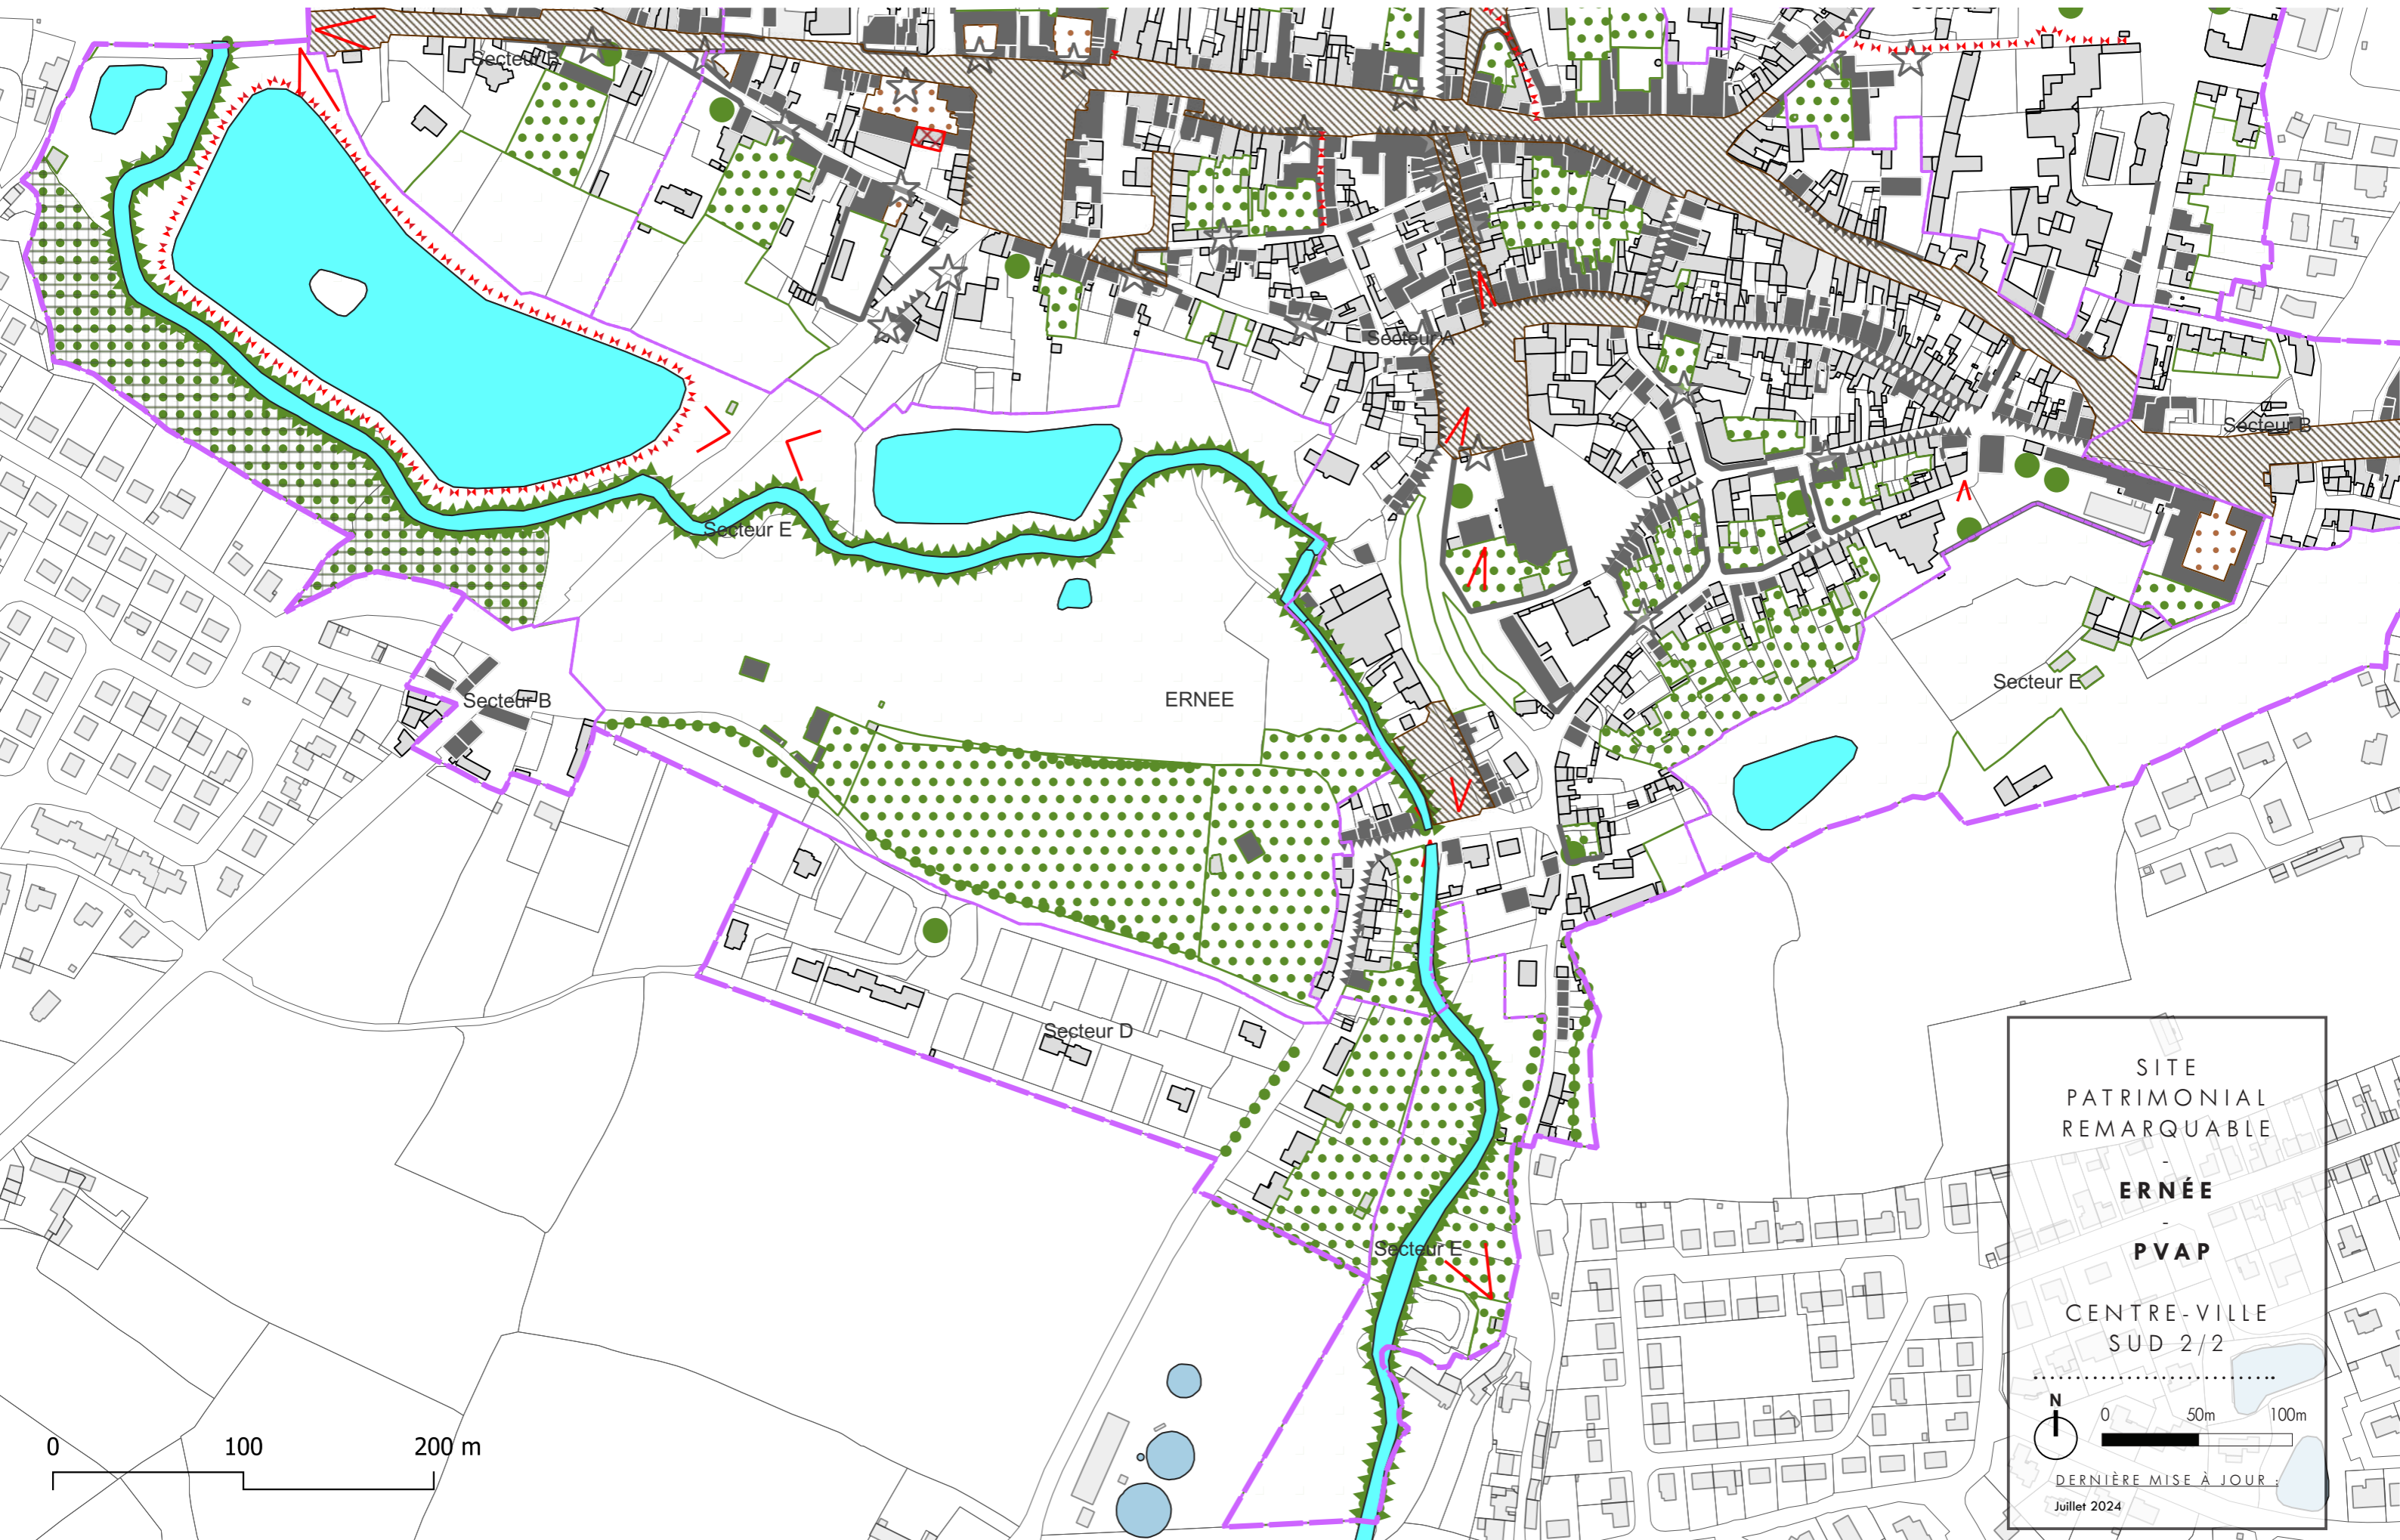 Secteur B
Secteur A
Secteur B
Secteur E
Secteur E
ERNEE
Secteur B
Secteur D
Secteur E
SITE
PATRIMONIAL
REMARQUABLE
-
ERNÉE
-
PVAP
CENTRE-VILLE
SUD 2/2
N
0 50m 100m
DERNIÈRE MISE À JOUR :
Juillet 2024
0 100 200 m